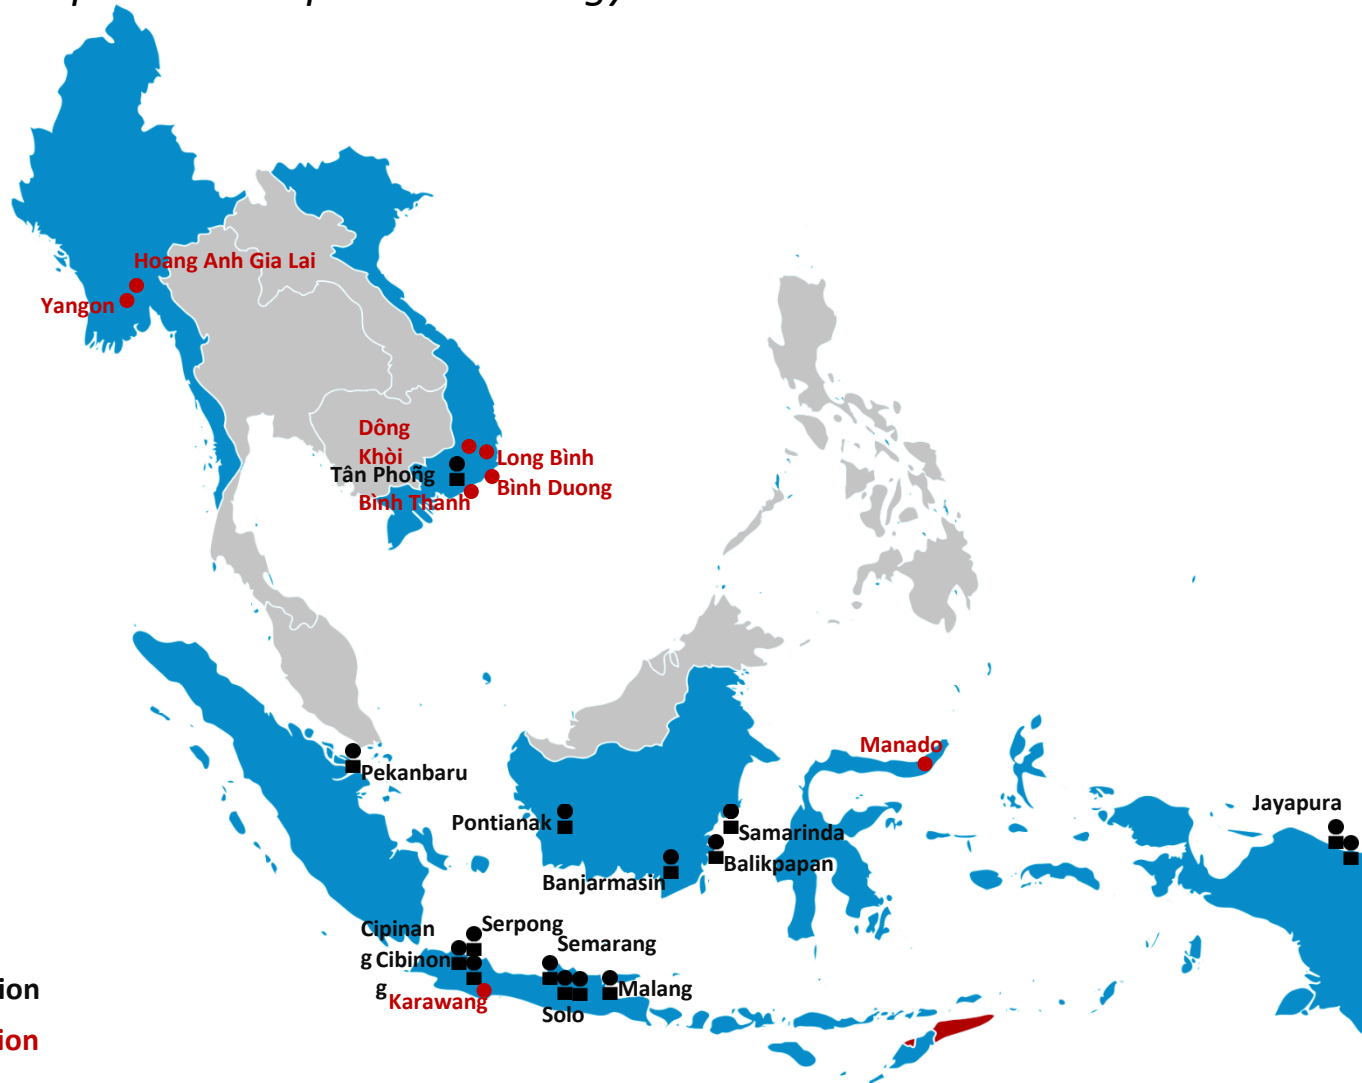 Hoang Anh Gia Lai
Yangon
Dông
Khòi
Long Bình
Tân Phong
Bình Duong
Bình Thanh
Manado
Pekanbaru
Jayapura
Pontianak
Samarinda
Balikpapan
Banjarmasin
Serpong
Cipinan
g
Semarang
Cibinon
g
Malang
Karawang
Solo
ion
ion